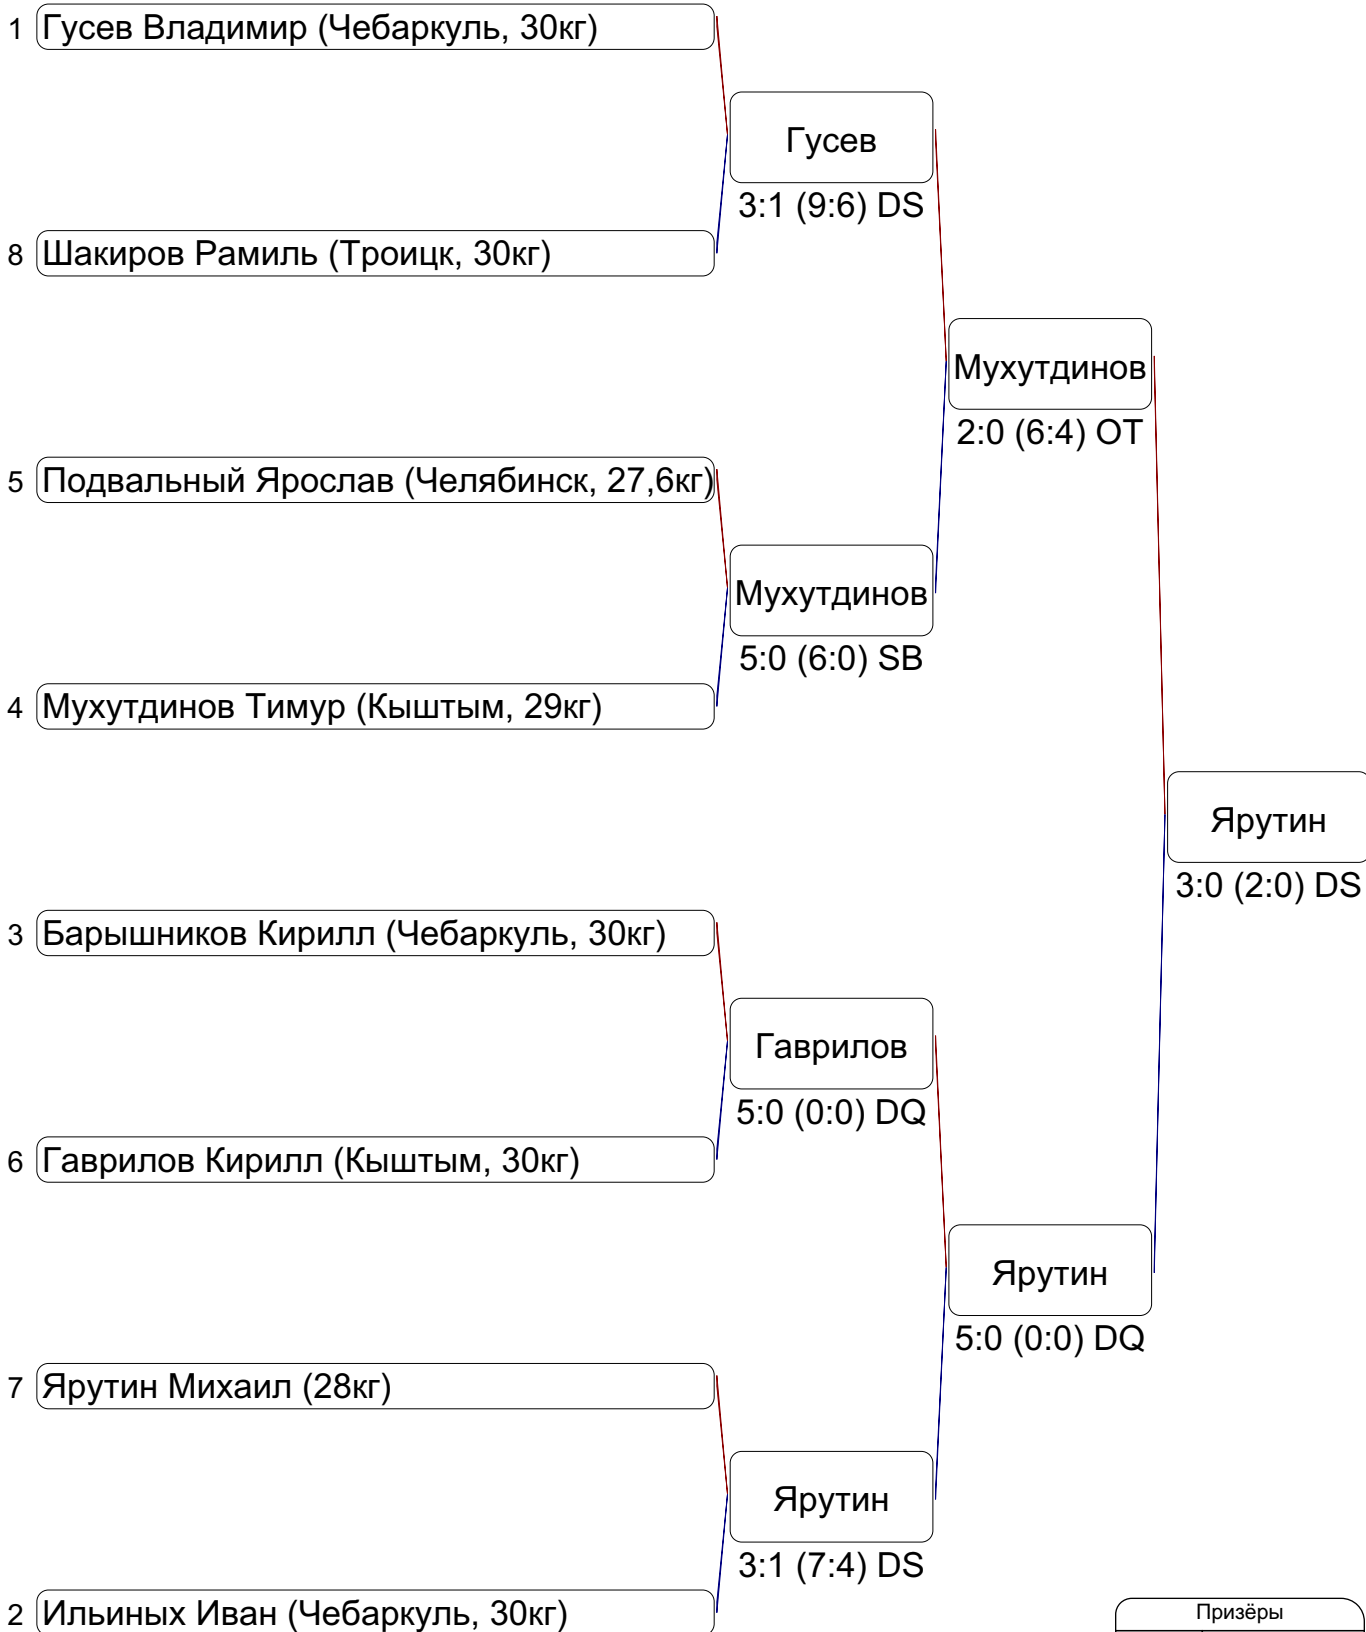 1 Гусев Владимир (Чебаркуль, 30кг)
Гусев
3:1 (9:6) DS
8 Шакиров Рамиль (Троицк, 30кг)
Мухутдинов
2:0 (6:4) OT
5 Подвальный Ярослав (Челябинск, 27,6кг)
Мухутдинов
5:0 (6:0) SB
4 Мухутдинов Тимур (Кыштым, 29кг)
Ярутин
3:0 (2:0) DS
3 Барышников Кирилл (Чебаркуль, 30кг)
Гаврилов
5:0 (0:0) DQ
6 Гаврилов Кирилл (Кыштым, 30кг)
Ярутин
5:0 (0:0) DQ
7 Ярутин Михаил (28кг)
Ярутин
3:1 (7:4) DS
2 Ильиных Иван (Чебаркуль, 30кг)
Призёры